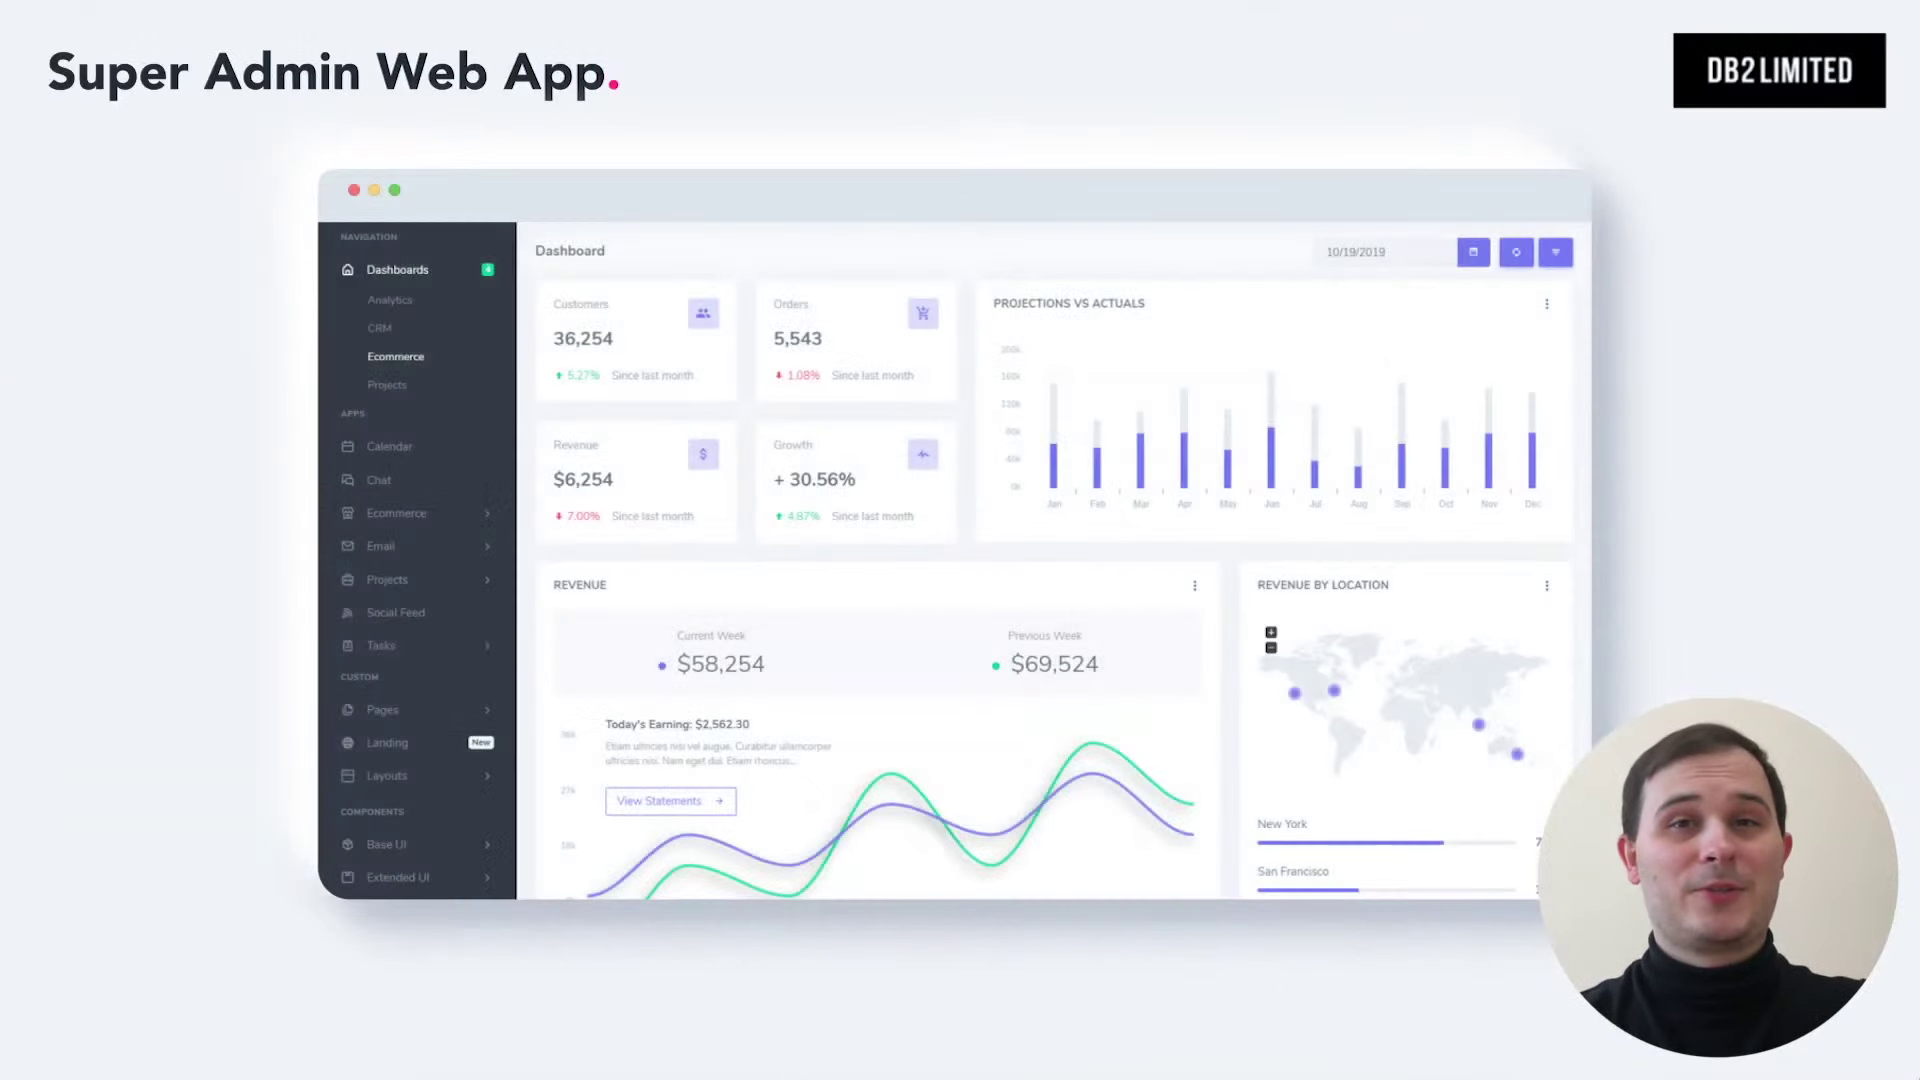 Super Admin Web App.
DB2 LIMITED
NAVIGATION
Dashboards 4
Analytics
CRM
Ecommerce
Projects
APPS
Calendar
Chat
Ecommerce
Email
Projects
Social Feed
Tasks
CUSTOM
Pages
Landing New
Layouts
COMPONENTS
Base UI
Extended UI
Dashboard
10/19/2019
Customers
36,254
5.27% Since last month
Orders
5,543
1.08% Since last month
Revenue
$6,254
7.00% Since last month
Growth
+ 30.56%
4.87% Since last month
PROJECTIONS VS ACTUALS
200k
160k
120k
80k
40k
0k
Jan Feb Mar Apr May Jun Jul Aug Sep Oct Nov Dec
REVENUE
Current Week
$58,254
Previous Week
$69,524
Today's Earning: $2,562.30
Etiam ultricies nisi vel augue. Curabitur ullamcorper
ultricies nisi. Nam eget dui. Etiam rhoncus...
View Statements
36k
27k
18k
REVENUE BY LOCATION
New York
San Francisco